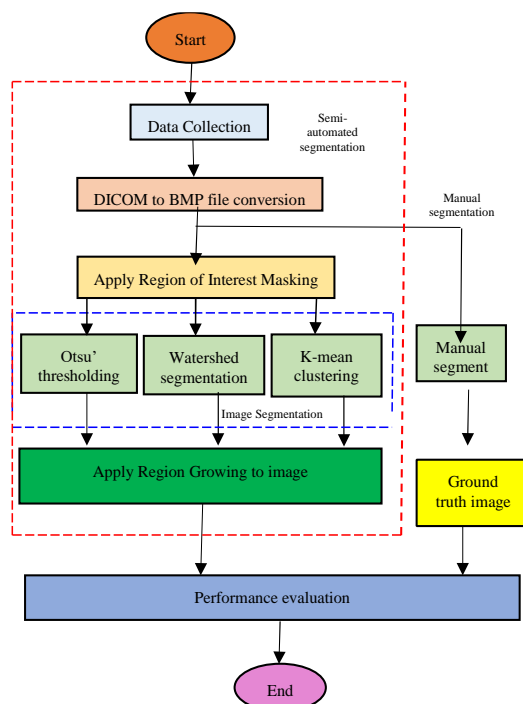 Start
Data Collection
Semi-
automated
segmentation
DICOM to BMP file conversion
Manual
segmentation
Apply Region of Interest Masking
Otsu'
thresholding
Watershed
segmentation
K-mean
clustering
Manual
segment
Image Segmentation
Apply Region Growing to image
Ground
truth image
Performance evaluation
End